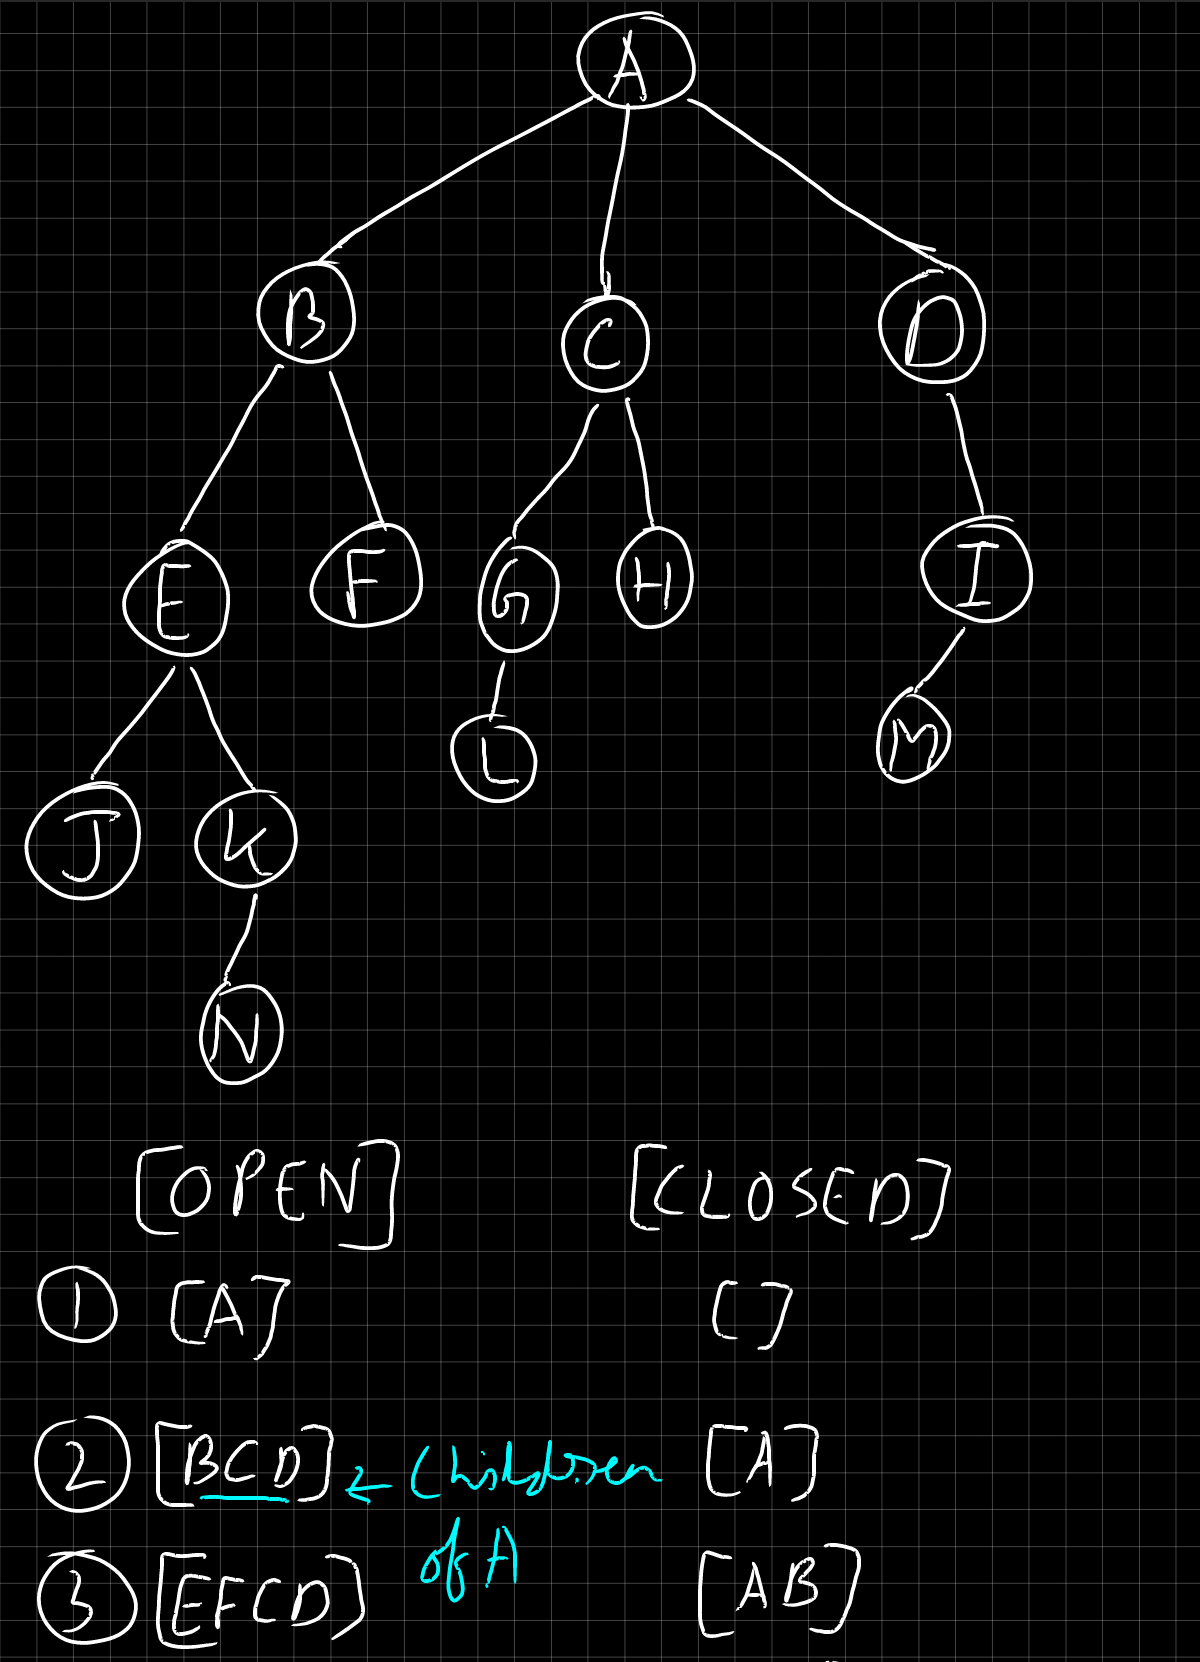 A
B C D
E F G H I
L M
J K
N
[OPEN] [CLOSED]
① [A] []
② [BCD] ← Children [A]
of A
③ [EFCD] [AB]